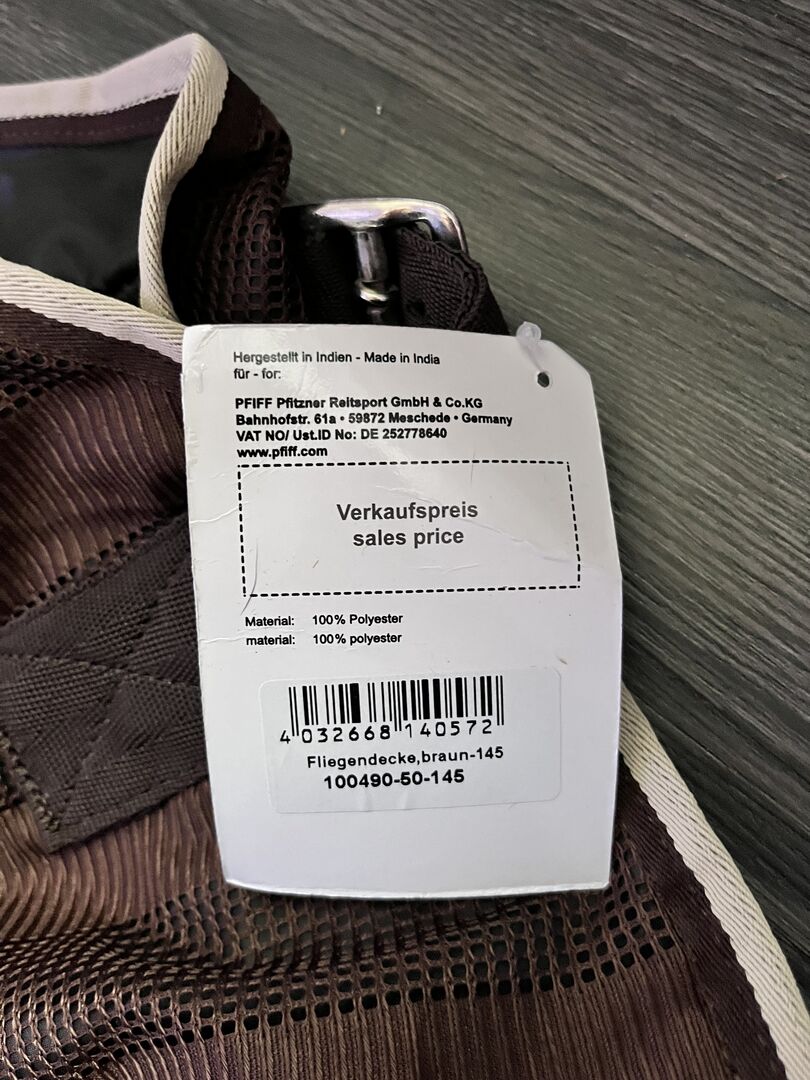 Hergestellt in Indien - Made in India
für - for:
PFIFF Pfitzner Reitsport GmbH & Co.KG
Bahnhofstr. 61a • 59872 Meschede • Germany
VAT NO/ Ust.ID No: DE 252778640
www.pfiff.com
Verkaufspreis
sales price
Material: 100% Polyester
material: 100% polyester
4 032668 140572
Fliegendecke,braun-145
100490-50-145